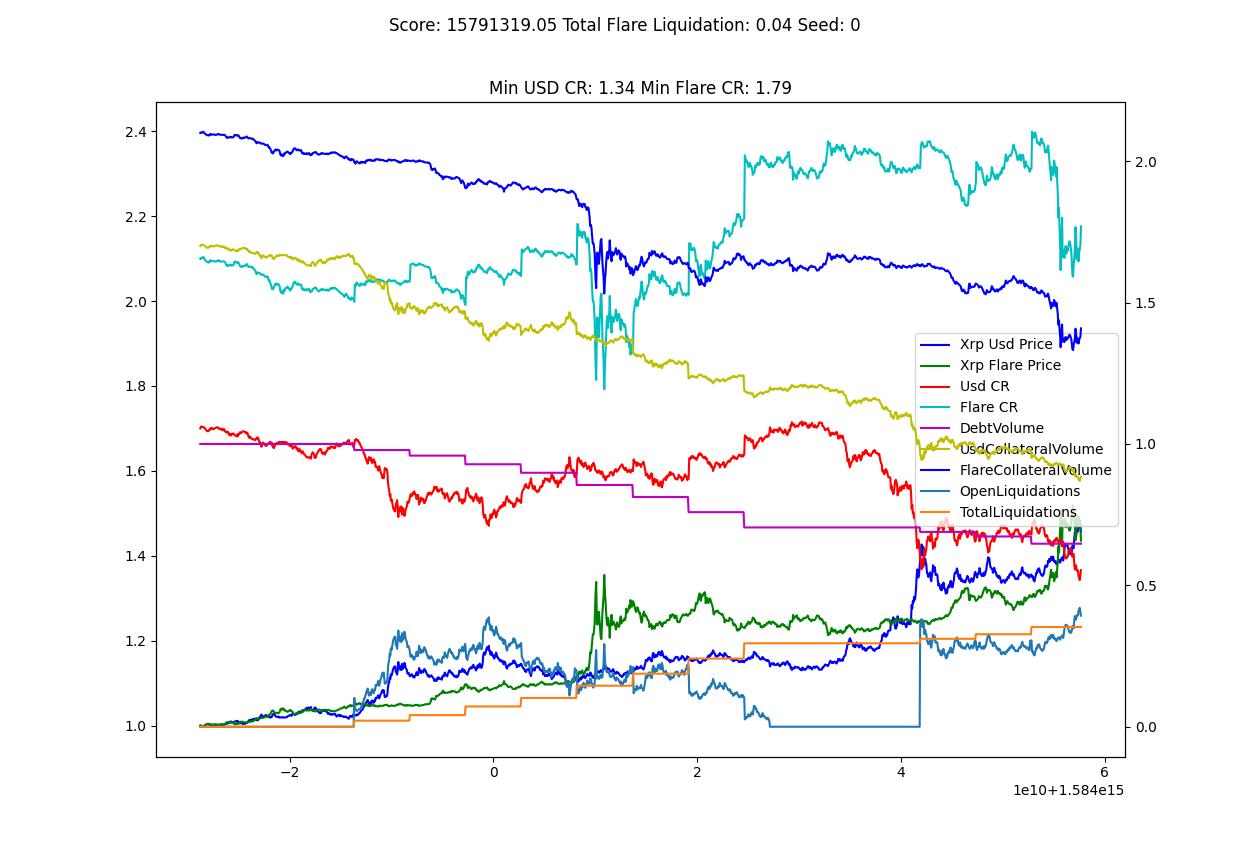 Score: 15791319.05 Total Flare Liquidation: 0.04 Seed: 0
Min USD CR: 1.34 Min Flare CR: 1.79
2.4
2.2
2.0
1.8
1.6
1.4
1.2
1.0
2.0
1.5
1.0
0.5
0.0
Xrp Usd Price
Xrp Flare Price
Usd CR
Flare CR
DebtVolume
UsdCollateralVolume
FlareCollateralVolume
OpenLiquidations
TotalLiquidations
−2 0 2 4 6
1e10+1.584e15